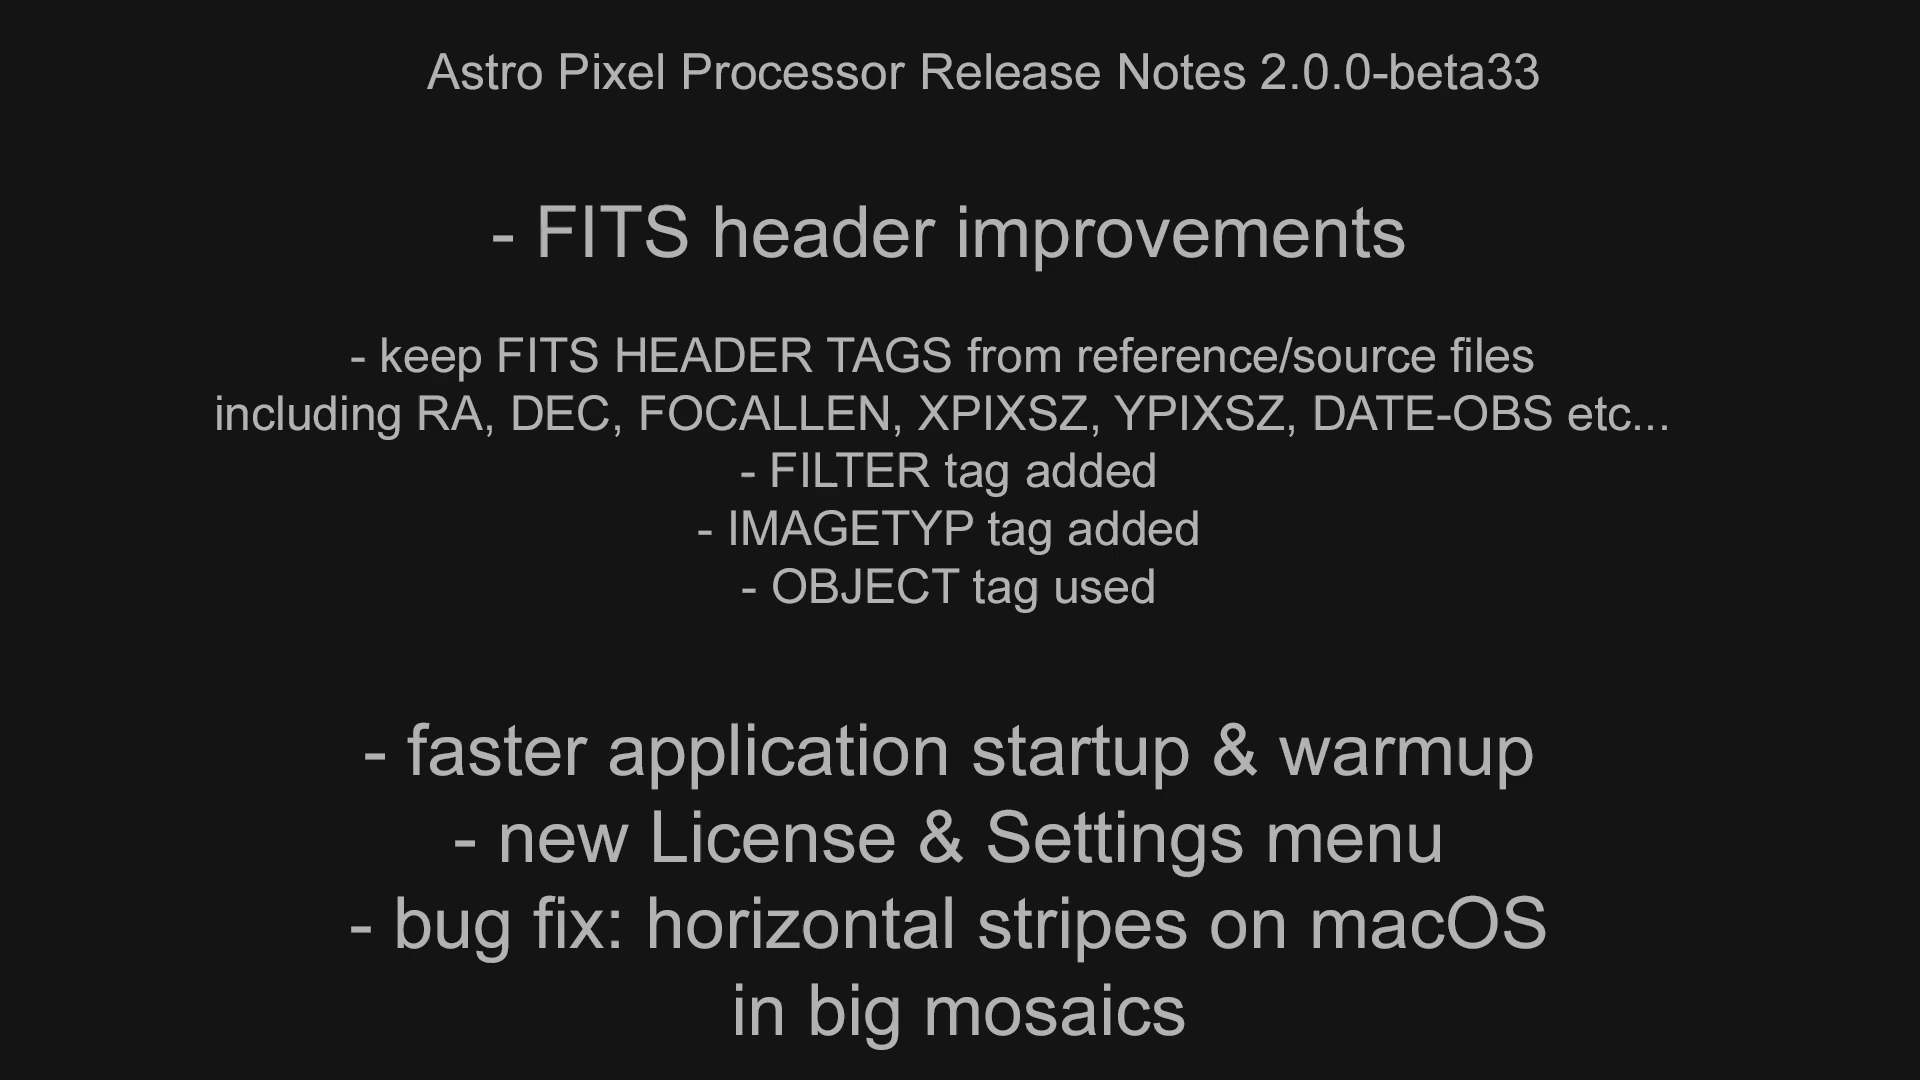 Astro Pixel Processor Release Notes 2.0.0-beta33
- FITS header improvements
- keep FITS HEADER TAGS from reference/source files
including RA, DEC, FOCALLEN, XPIXSZ, YPIXSZ, DATE-OBS etc...
- FILTER tag added
- IMAGETYP tag added
- OBJECT tag used
- faster application startup & warmup
- new License & Settings menu
- bug fix: horizontal stripes on macOS
in big mosaics